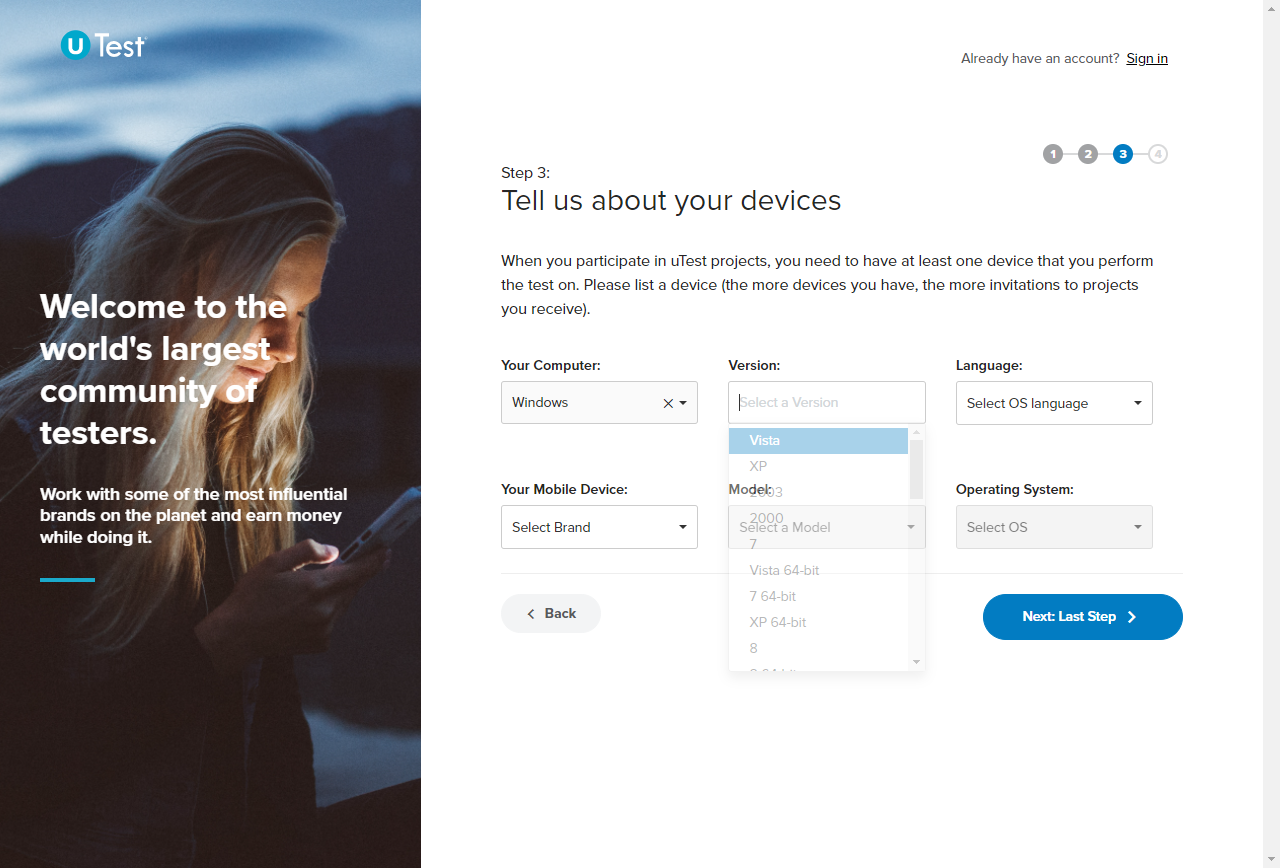 U Test
Already have an account? Sign in
1 2 3 4
Step 3:
Tell us about your devices
When you participate in uTest projects, you need to have at least one device that you perform
the test on. Please list a device (the more devices you have, the more invitations to projects
you receive).
Welcome to the
world's largest
community of
testers.
Work with some of the most influential
brands on the planet and earn money
while doing it.
Your Computer: Version: Language:
Windows Select a Version Select OS language
Vista
XP
Your Mobile Device: Model: Operating System:
2003
2000
Select Brand Select a Model Select OS
7
Vista 64-bit
7 64-bit
XP 64-bit
8
Back Next: Last Step